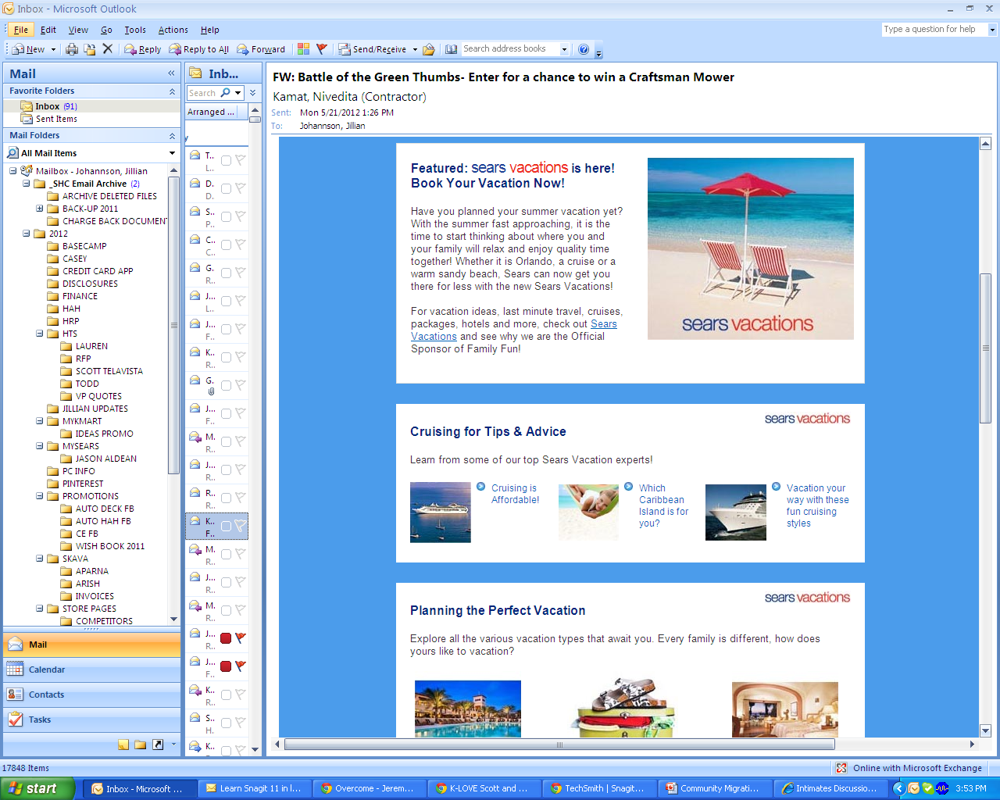 Inbox - Microsoft Outlook
File Edit View Go Tools Actions Help
Type a question for help
New Reply Reply to All Forward Send/Receive Search address books
Mail «
Favorite Folders
Inbox (91)
Sent Items
Mail Folders
All Mail Items
Mailbox - Johannson, Jillian
_SHC Email Archive (2)
ARCHIVE DELETED FILES
BACK-UP 2011
CHARGE BACK DOCUMENT
2012
BASECAMP
CASEY
CREDIT CARD APP
DISCLOSURES
FINANCE
HAH
HRP
HTS
LAUREN
RFP
SCOTT TELAVISTA
TODD
VP QUOTES
JILLIAN UPDATES
MYKMART
IDEAS PROMO
MYSEARS
JASON ALDEAN
PC INFO
PINTEREST
PROMOTIONS
AUTO DECK FB
AUTO HAH FB
CE FB
WISH BOOK 2011
SKAVA
APARNA
ARISH
INVOICES
STORE PAGES
COMPETITORS
Mail
Calendar
Contacts
Tasks
Inb...
Search
Arranged ...
y
T...
L...
D...
D...
S...
P...
C...
C...
G...
R...
J...
R...
J...
F...
K...
R...
G...
J...
F...
M...
R...
J...
R...
R...
R...
K...
F...
M...
R...
J...
R...
M...
R...
J...
R...
J...
F...
K...
R...
S...
H...
K...
FW: Battle of the Green Thumbs- Enter for a chance to win a Craftsman Mower
Kamat, Nivedita (Contractor)
Sent: Mon 5/21/2012 1:26 PM
To: Johannson, Jillian
Featured: sears vacations is here!
Book Your Vacation Now!
Have you planned your summer vacation yet?
With the summer fast approaching, it is the
time to start thinking about where you and
your family will relax and enjoy quality time
together! Whether it is Orlando, a cruise or a
warm sandy beach, Sears can now get you
there for less with the new Sears Vacations!
For vacation ideas, last minute travel, cruises,
packages, hotels and more, check out Sears
Vacations and see why we are the Official
Sponsor of Family Fun!
sears vacations
sears vacations
Cruising for Tips & Advice
Learn from some of our top Sears Vacation experts!
Cruising is
Affordable!
Which
Caribbean
Island is for
you?
Vacation your
way with these
fun cruising
styles
sears vacations
Planning the Perfect Vacation
Explore all the various vacation types that await you. Every family is different, how does
yours like to vacation?
17848 Items
Online with Microsoft Exchange
start Inbox - Microsoft ... Learn Snagit 11 in l... Overcome - Jerem... K-LOVE Scott and ... TechSmith | Snagit... Community Migrati... Intimates Discussio... 3:53 PM